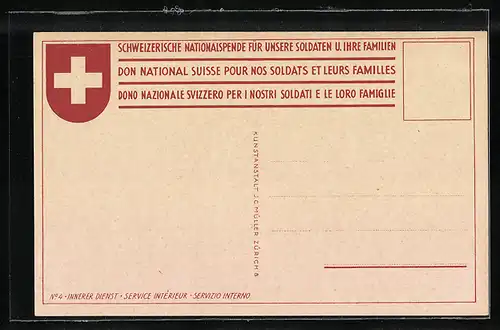 SCHWEIZERISCHE NATIONALSPENDE FÜR UNSERE SOLDATEN U. IHRE FAMILIEN
DON NATIONAL SUISSE POUR NOS SOLDATS ET LEURS FAMILLES
DONO NAZIONALE SVIZZERO PER I NOSTRI SOLDATI E LE LORO FAMIGLIE
KUNSTANSTALT J.C. MÜLLER ZÜRICH 8
Nº 4 · INNERER DIENST · SERVICE INTÉRIEUR · SERVIZIO INTERNO